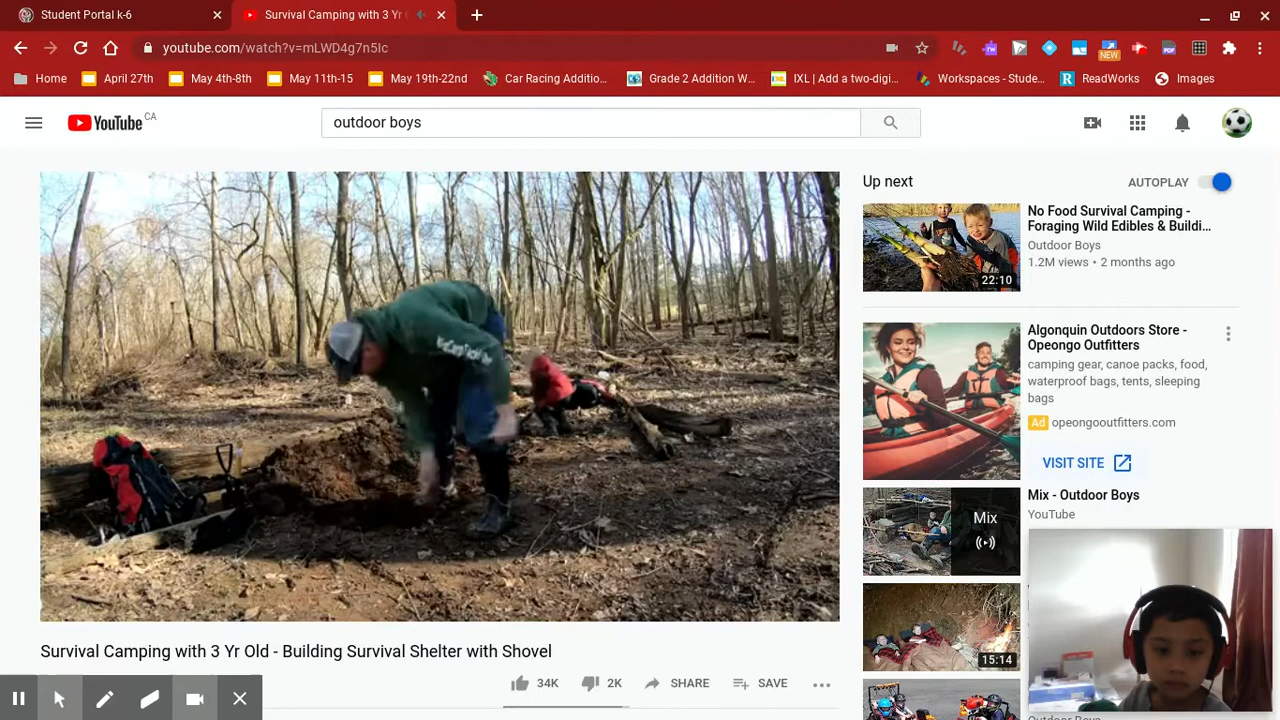 Student Portal k-6
Survival Camping with 3 Yr O
youtube.com/watch?v=mLWD4g7n5Ic
NEW
PDF
Home
April 27th
May 4th-8th
May 11th-15
May 19th-22nd
Car Racing Additio...
Grade 2 Addition W...
IXL | Add a two-digi...
Workspaces - Stude...
ReadWorks
Images
YouTube CA
outdoor boys
Up next
AUTOPLAY
No Food Survival Camping -
Foraging Wild Edibles & Buildi...
Outdoor Boys
1.2M views • 2 months ago
22:10
Algonquin Outdoors Store -
Opeongo Outfitters
camping gear, canoe packs, food,
waterproof bags, tents, sleeping
bags
Ad opeongooutfitters.com
VISIT SITE
Mix
Mix - Outdoor Boys
YouTube
15:14
Survival Camping with 3 Yr Old - Building Survival Shelter with Shovel
34K
2K
SHARE
SAVE